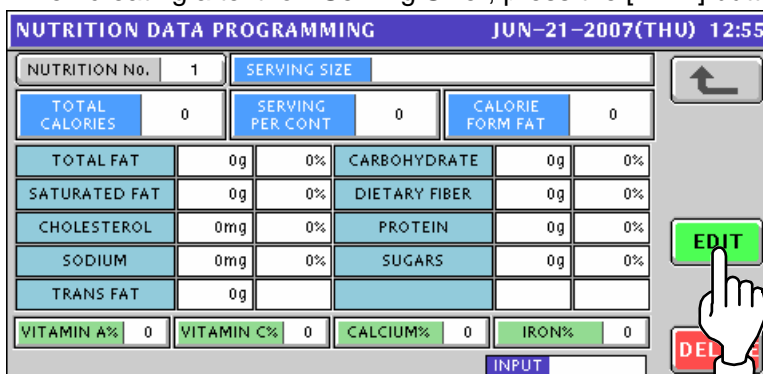 NUTRITION DATA PROGRAMMING JUN-21-2007(THU) 12:55
NUTRITION No. 1 SERVING SIZE
TOTAL CALORIES 0 SERVING PER CONT 0 CALORIE FORM FAT 0
TOTAL FAT 0g 0% CARBOHYDRATE 0g 0%
SATURATED FAT 0g 0% DIETARY FIBER 0g 0%
CHOLESTEROL 0mg 0% PROTEIN 0g 0%
EDIT
SODIUM 0mg 0% SUGARS 0g 0%
TRANS FAT 0g
VITAMIN A% 0 VITAMIN C% 0 CALCIUM% 0 IRON% 0
INPUT